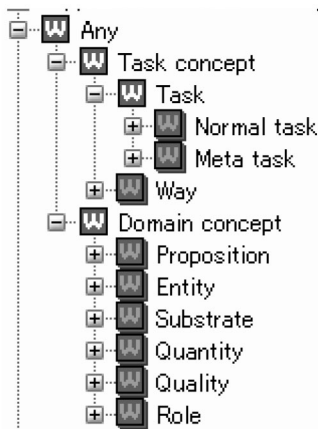 Any
Task concept
Task
Normal task
Meta task
Way
Domain concept
Proposition
Entity
Substrate
Quantity
Quality
Role